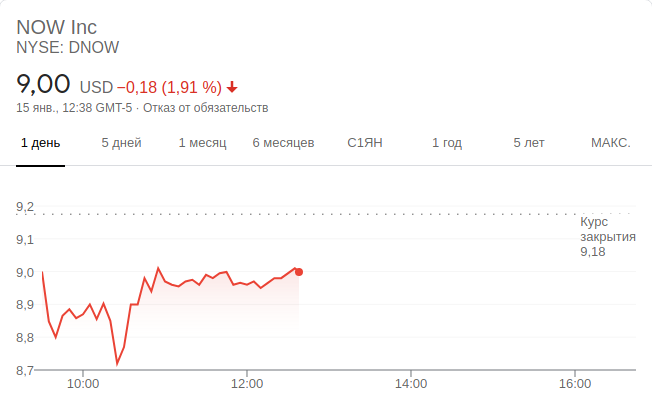 NOW Inc
NYSE: DNOW
9,00 USD −0,18 (1,91 %)
15 янв., 12:38 GMT-5 · Отказ от обязательств
1 день 5 дней 1 месяц 6 месяцев С1ЯН 1 год 5 лет МАКС.
9,2
Курс
закрытия
9,18
9,1
9,0
8,9
8,8
8,7
10:00 12:00 14:00 16:00